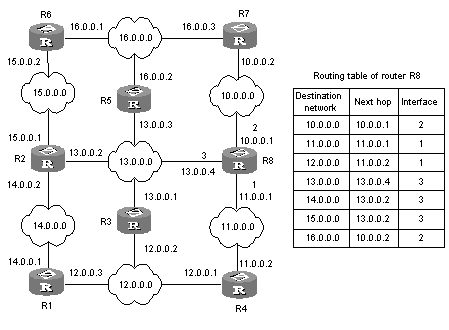 R6
16.0.0.1
16.0.0.0
16.0.0.3
R7
15.0.0.2
16.0.0.2
10.0.0.2
15.0.0.0
R5
10.0.0.0
15.0.0.1
13.0.0.3
2
10.0.0.1
R2
13.0.0.2
13.0.0.0
3
13.0.0.4
R8
14.0.0.2
13.0.0.1
1
11.0.0.1
14.0.0.0
R3
11.0.0.0
12.0.0.2
14.0.0.1
12.0.0.3
12.0.0.0
12.0.0.1
11.0.0.2
R1
R4
R
R
R
R
R
R
R
R
Routing table of router R8
Destination network Next hop Interface
10.0.0.0 10.0.0.1 2
11.0.0.0 11.0.0.1 1
12.0.0.0 11.0.0.2 1
13.0.0.0 13.0.0.4 3
14.0.0.0 13.0.0.2 3
15.0.0.0 13.0.0.2 3
16.0.0.0 10.0.0.2 2